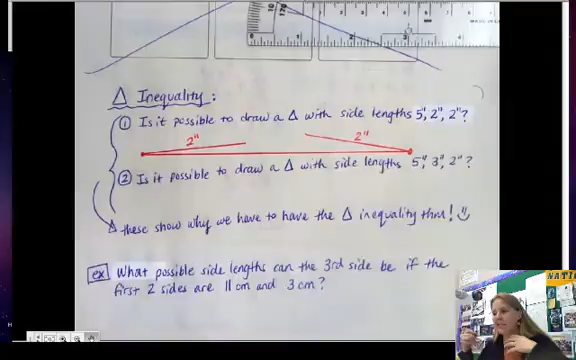 Δ Inequality:
① Is it possible to draw a Δ with side lengths 5", 2", 2"?
2" 2"
② Is it possible to draw a Δ with side lengths 5", 3", 2"?
Δ these show why we have to have the Δ inequality thm!
ex What possible side lengths can the 3rd side be if the
first 2 sides are 11 cm and 3 cm?
NATIO